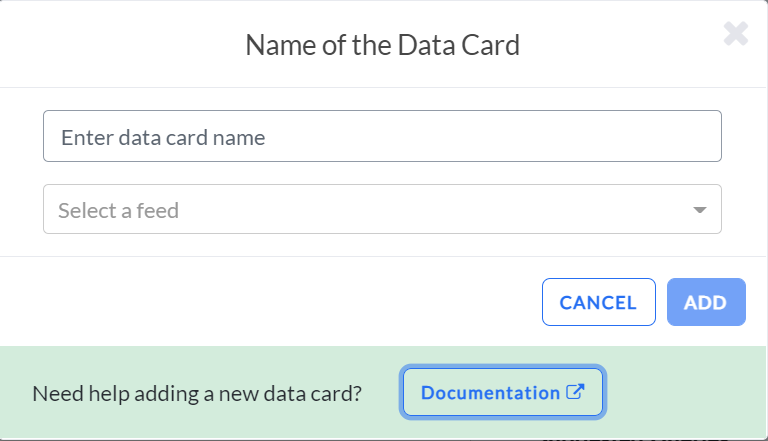 Name of the Data Card
Enter data card name
Select a feed
CANCEL
ADD
Need help adding a new data card?
Documentation